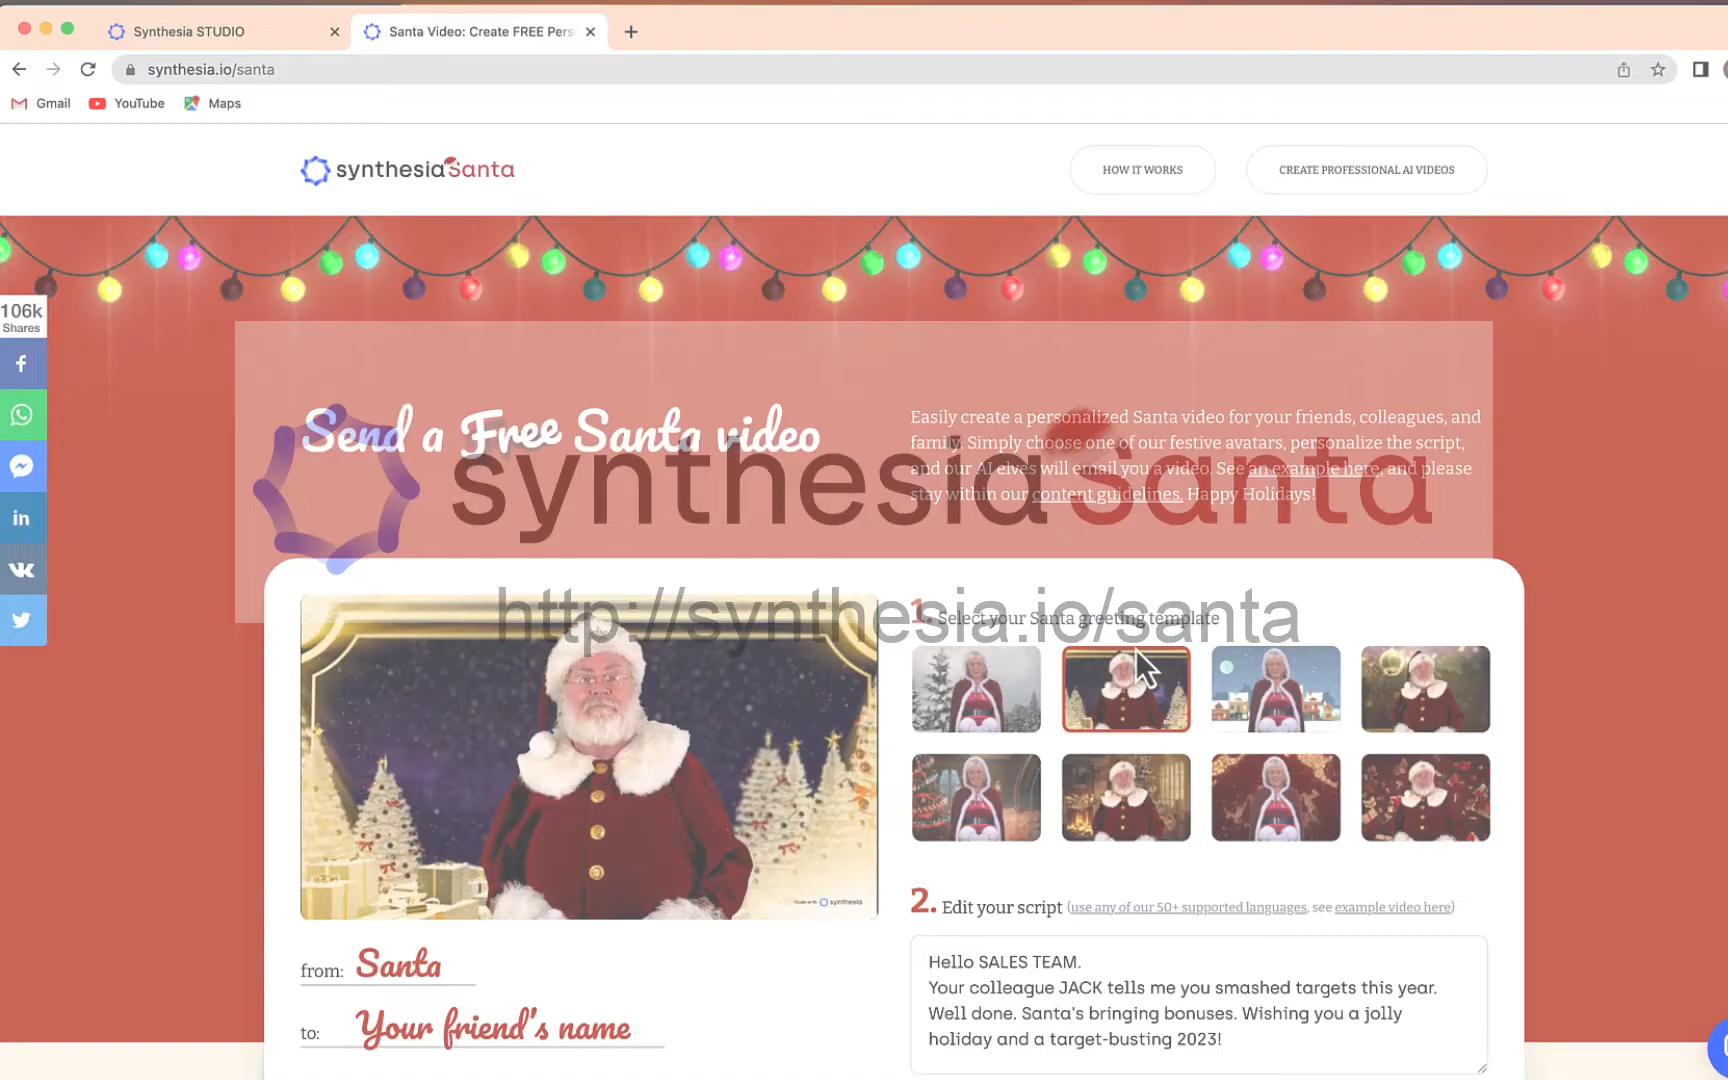 Synthesia STUDIO
Santa Video: Create FREE Pers
synthesia.io/santa
Gmail
YouTube
Maps
synthesia santa
HOW IT WORKS
CREATE PROFESSIONAL AI VIDEOS
106k
Shares
Send a Free Santa video
Easily create a personalized Santa video for your friends, colleagues, and
family. Simply choose one of our festive avatars, personalize the script,
and our AI elves will email you a video. See an example here, and please
stay within our content guidelines. Happy Holidays!
synthesia santa
http://synthesia.io/santa
1. Select your Santa greeting template
Made with synthesia
2. Edit your script (use any of our 50+ supported languages, see example video here)
from: Santa
to: Your friend's name
Hello SALES TEAM.
Your colleague JACK tells me you smashed targets this year.
Well done. Santa's bringing bonuses. Wishing you a jolly
holiday and a target-busting 2023!